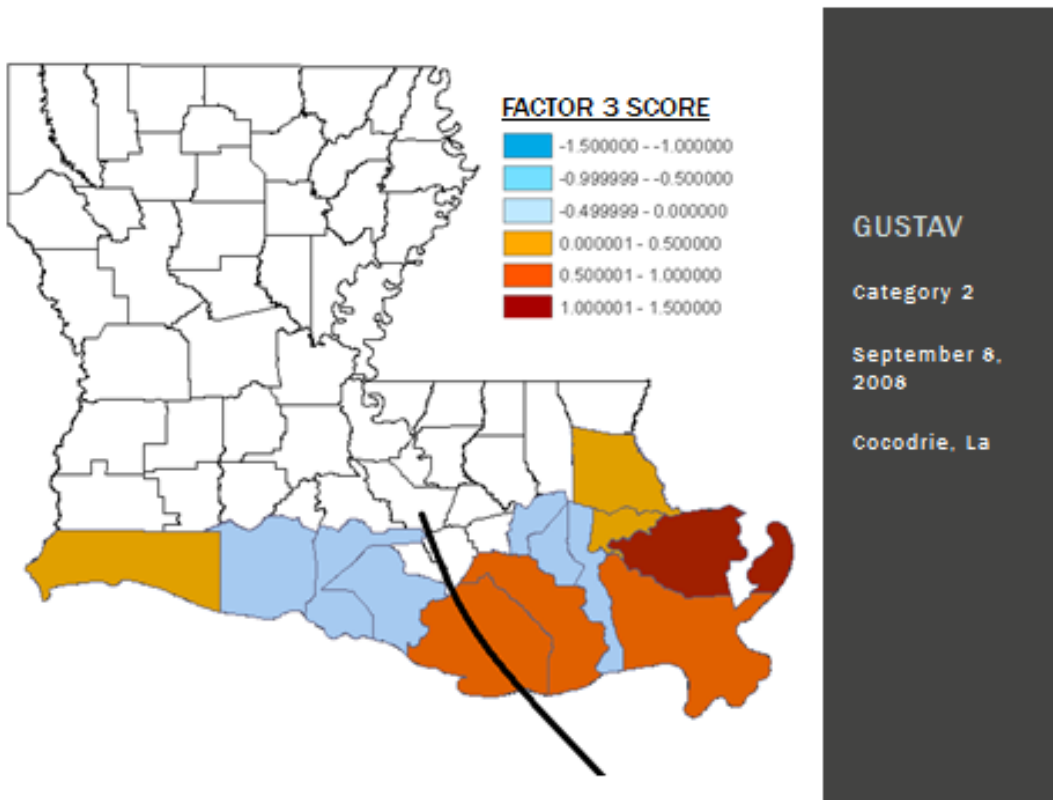 FACTOR 3 SCORE
-1.500000 - -1.000000
-0.999999 - -0.500000
-0.499999 - 0.000000
0.000001 - 0.500000
0.500001 - 1.000000
1.000001 - 1.500000
GUSTAV
Category 2
September 8,
2008
Cocodrie, La